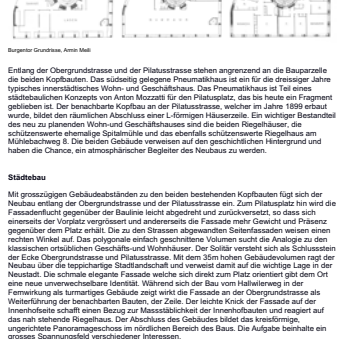 Burgentor Grundrisse, Armin Meili
Entlang der Obergrundstrasse und der Pilatusstrasse stehen angrenzend an die Bauparzelle
die beiden Kopfbauten. Das südseitig gelegene Pneumatikhaus ist ein für die dreissiger Jahre
typisches innerstädtisches Wohn- und Geschäftshaus. Das Pneumatikhaus ist Teil eines
städtebaulichen Konzepts von Anton Mozzatti für den Pilatusplatz, das bis heute ein Fragment
geblieben ist. Der benachbarte Kopfbau an der Pilatusstrasse, welcher im Jahre 1899 erbaut
wurde, bildet den räumlichen Abschluss einer L-förmigen Häuserzeile. Ein wichtiger Bestandteil
des neu zu planenden Wohn-und Geschäftshauses sind die beiden Riegelhäuser, die
schützenswerte ehemalige Spitalmühle und das ebenfalls schützenswerte Riegelhaus am
Mühlebachweg 8. Die beiden Gebäude verweisen auf den geschichtlichen Hintergrund und
haben die Chance, ein atmosphärischer Begleiter des Neubaus zu werden.
Städtebau
Mit grosszügigen Gebäudeabständen zu den beiden bestehenden Kopfbauten fügt sich der
Neubau entlang der Obergrundstrasse und der Pilatusstrasse ein. Zum Pilatusplatz hin wird die
Fassadenflucht gegenüber der Baulinie leicht abgedreht und zurückversetzt, so dass sich
einerseits der Vorplatz vergrössert und andererseits die Fassade mehr Gewicht und Präsenz
gegenüber dem Platz erhält. Die zu den Strassen abgewandten Seitenfassaden weisen einen
rechten Winkel auf. Das polygonale einfach geschnittene Volumen sucht die Analogie zu den
klassischen ortsüblichen Geschäfts-und Wohnhäuser. Der Solitär versteht sich als Schlussstein
der Ecke Obergrundstrasse und Pilatusstrasse. Mit dem 35m hohen Gebäudevolumen ragt der
Neubau über die teppichartige Stadtlandschaft und verweist damit auf die wichtige Lage in der
Neustadt. Die schmale elegante Fassade welche sich direkt zum Platz orientiert gibt dem Ort
eine neue unverwechselbare Identität. Während sich der Bau vom Hallwilerweg in der
Fernwirkung als turmartiges Gebäude zeigt wirkt die Fassade an der Obergrundstrasse als
Weiterführung der benachbarten Bauten, der Zeile. Der leichte Knick der Fassade auf der
Innenhofseite schafft einen Bezug zur Massstäblichkeit der Innenhofbauten und reagiert auf
das nah stehende Riegelhaus. Der Abschluss des Gebäudes bildet das kreisförmige,
ungerichtete Panoramageschoss im nördlichen Bereich des Baus. Die Aufgabe beinhaltet ein
grosses Spannungsfeld verschiedener Interessen.